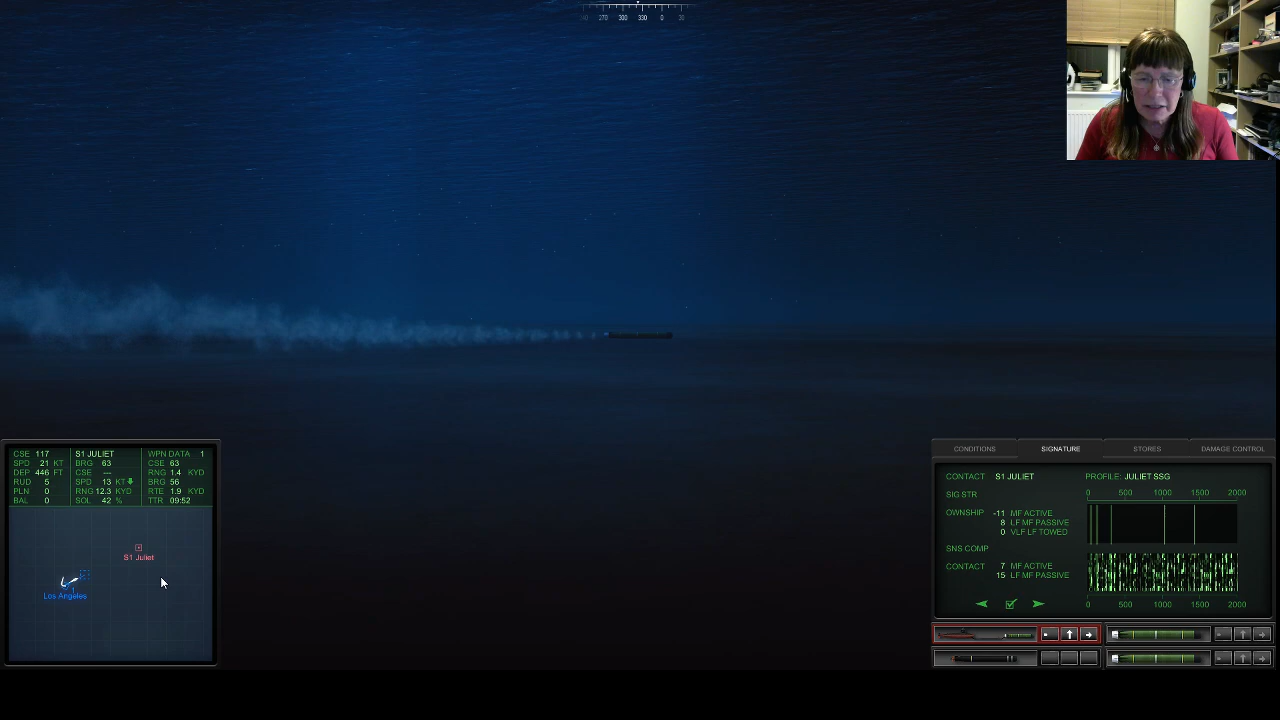 270 300 330 0 30
CSE 117 S1 JULIET WPN DATA 1
SPD 21 KT BRG 63 CSE 63
DEP 446 FT CSE --- RNG 1.4 KYD
RUD 5 SPD 13 KT BRG 56
PLN 0 RNG 12.3 KYD RTE 1.9 KYD
BAL 0 SOL 42 % TTR 09:52
S1 Juliet
Los Angeles
CONDITIONS SIGNATURE STORES DAMAGE CONTROL
CONTACT S1 JULIET PROFILE: JULIET SSG
SIG STR 0 500 1000 1500 2000
OWNSHIP -11 MF ACTIVE
8 LF MF PASSIVE
0 VLF LF TOWED
SNS COMP
CONTACT 7 MF ACTIVE
15 LF MF PASSIVE
0 500 1000 1500 2000